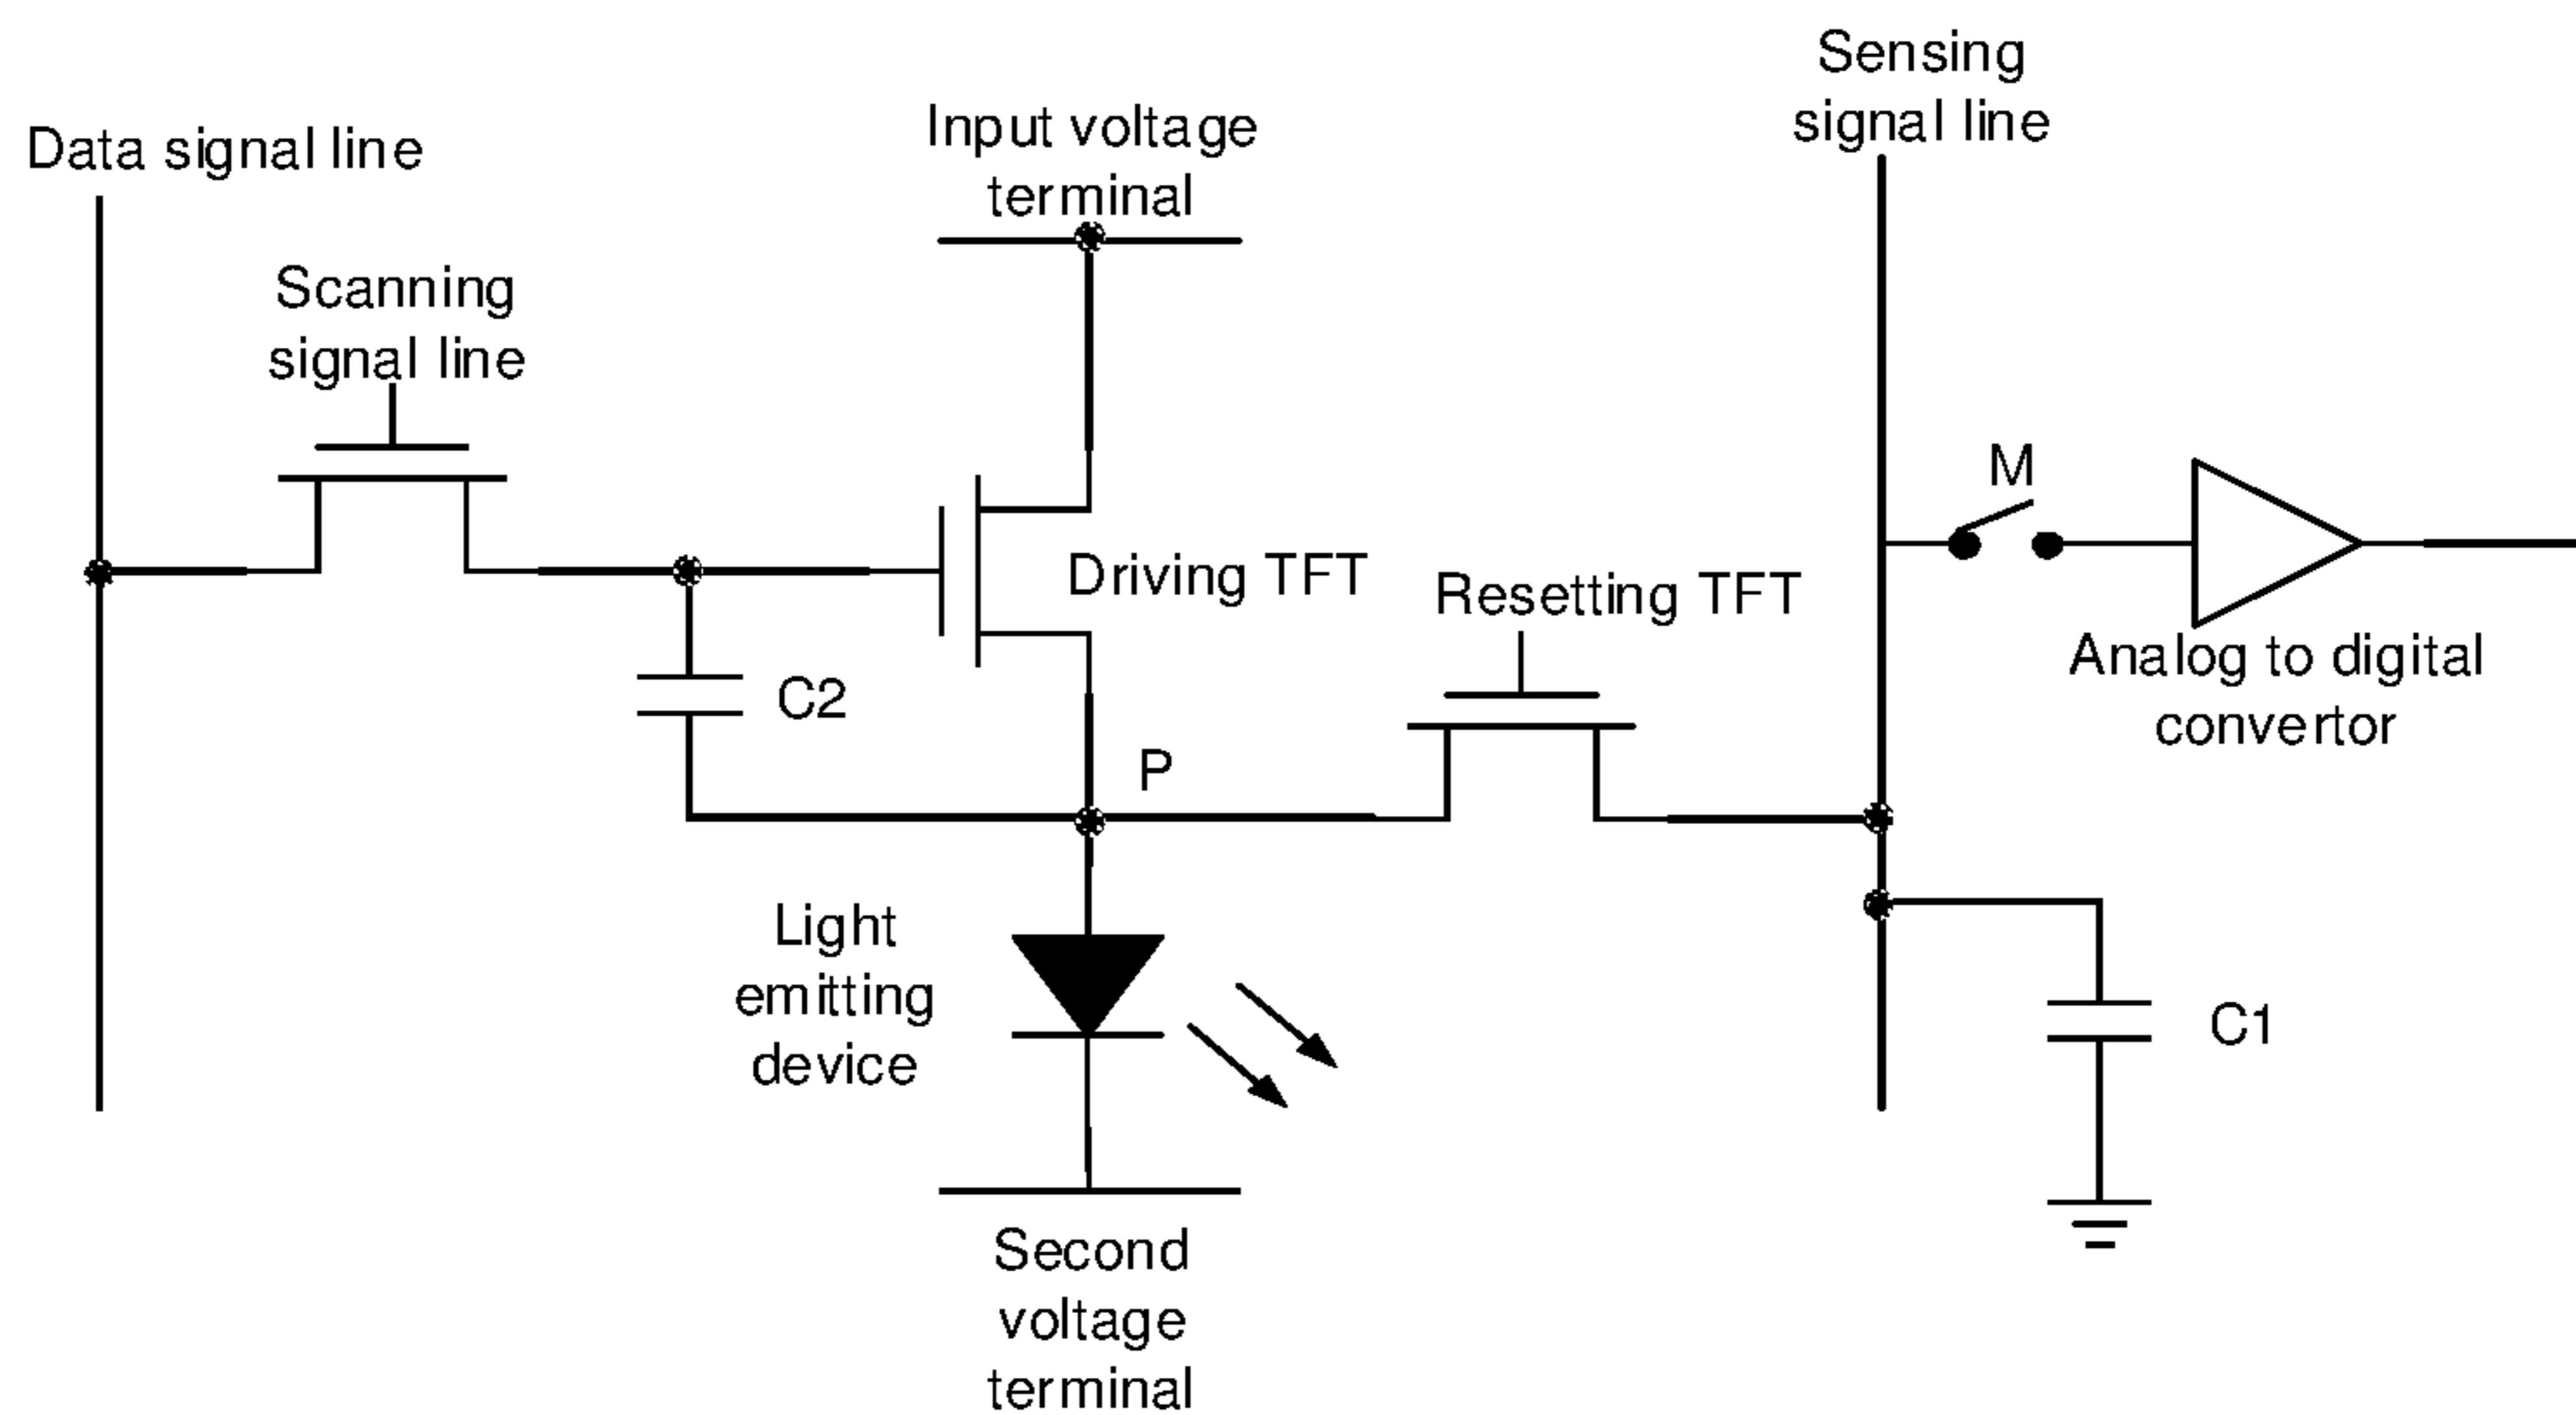 Sensing
signal line
Input voltage
terminal
Data signal line
Scanning
signal line
M
Driving TFT
Resetting TFT
Analog to digital
convertor
C2
P
Light
emitting
device
C1
Second
voltage
terminal